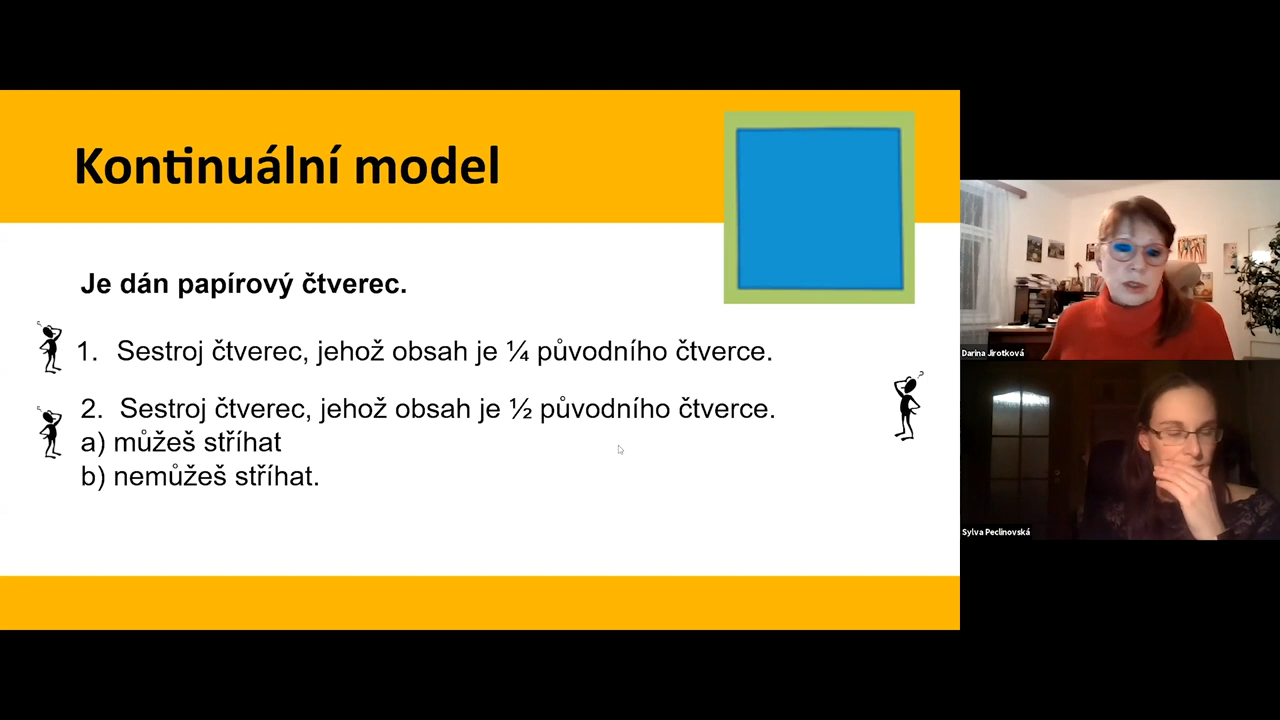 Kontinuální model
Je dán papírový čtverec.
1. Sestroj čtverec, jehož obsah je ¼ původního čtverce.
2. Sestroj čtverec, jehož obsah je ½ původního čtverce.
a) můžeš stříhat
b) nemůžeš stříhat.
Darina Jirotková
Sylva Peclinovská